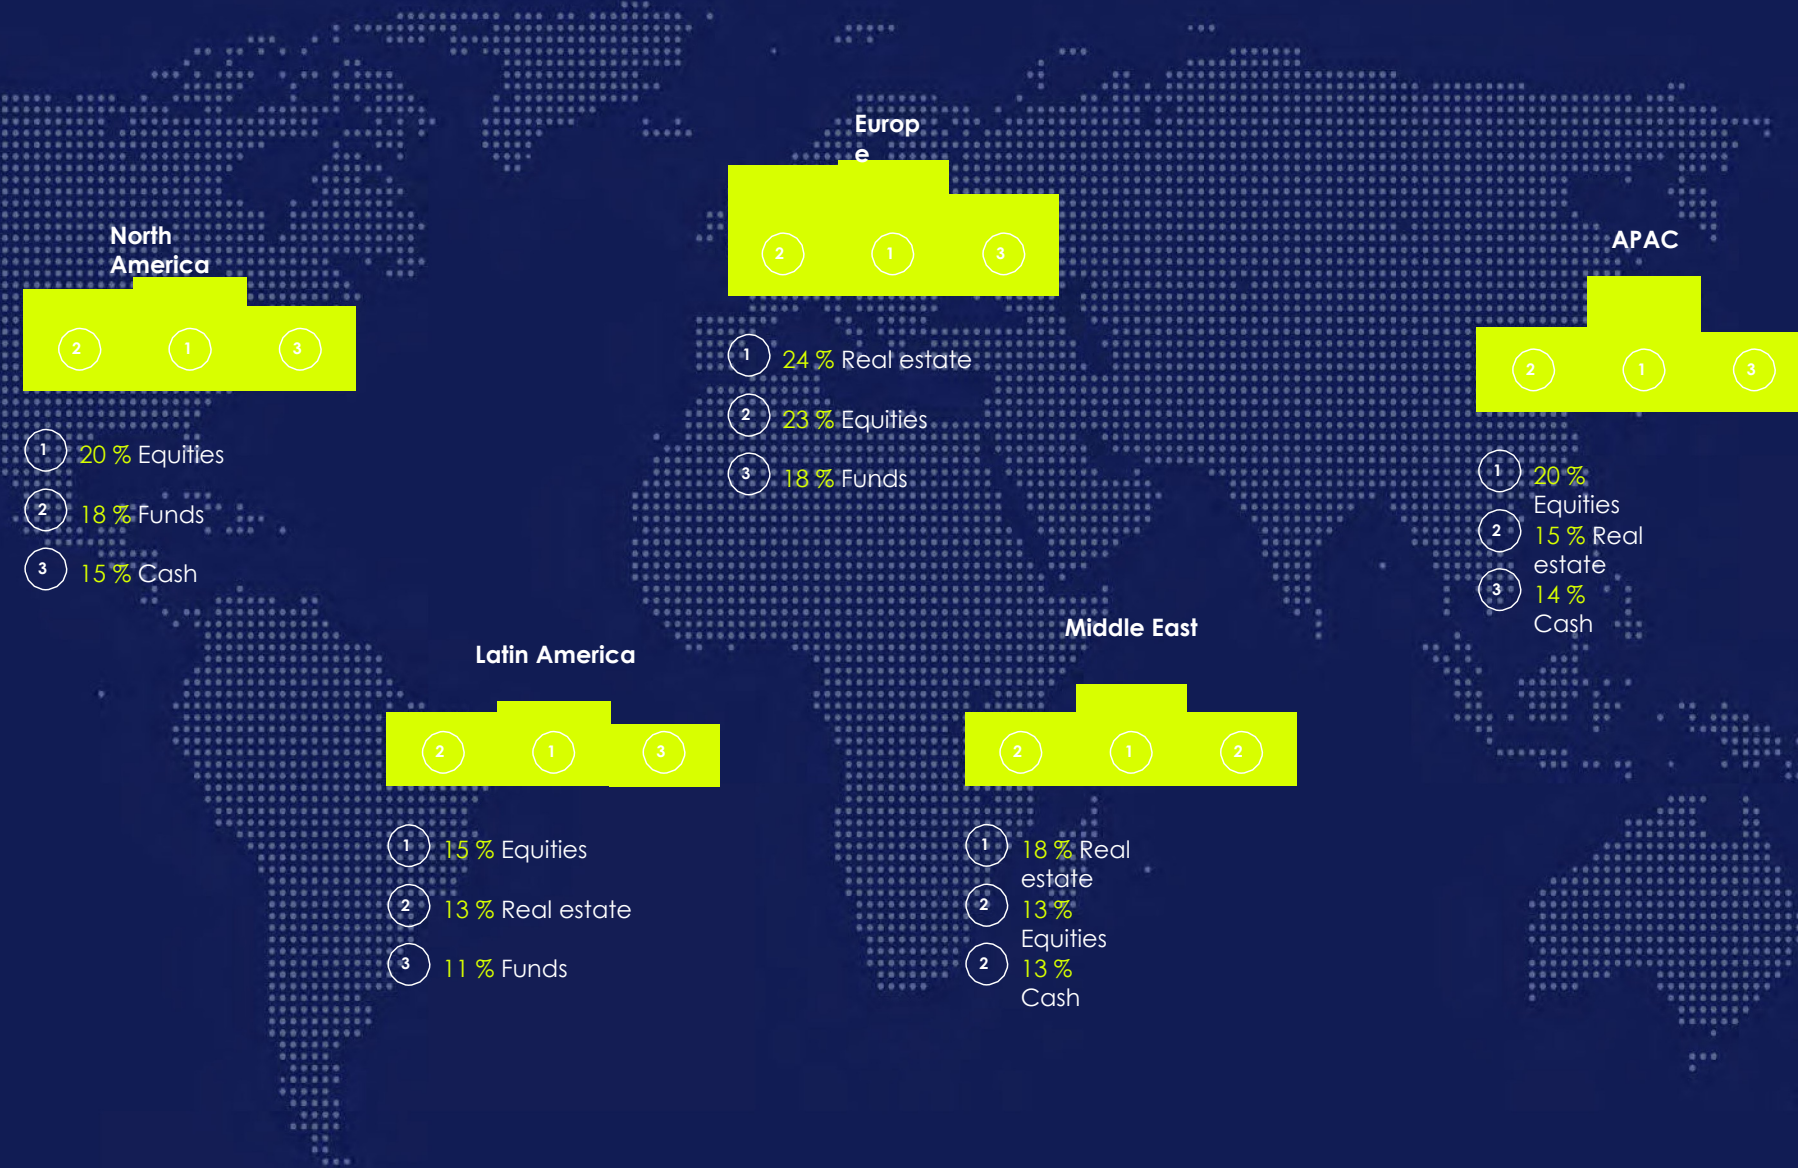 Europ
e
2
1
3
1
24 % Real estate
2
23 % Equities
3
18 % Funds
North
America
2
1
3
1
20 % Equities
2
18 % Funds
3
15 % Cash
APAC
2
1
3
1
20 %
Equities
2
15 % Real
estate
3
14 %
Cash
Latin America
2
1
3
1
15 % Equities
2
13 % Real estate
3
11 % Funds
Middle East
2
1
2
1
18 % Real
estate
2
13 %
Equities
2
13 %
Cash